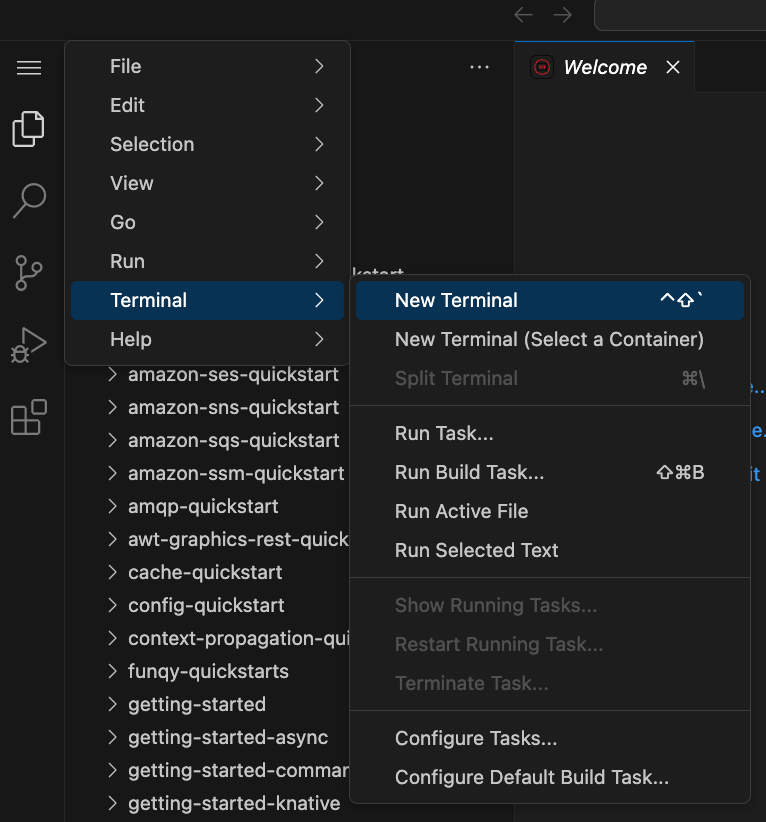 Welcome
File
Edit
Selection
View
Go
Run
Terminal
Help
New Terminal ^⇧`
New Terminal (Select a Container)
Split Terminal ⌘\
Run Task...
Run Build Task... ⇧⌘B
Run Active File
Run Selected Text
Show Running Tasks...
Restart Running Task...
Terminate Task...
Configure Tasks...
Configure Default Build Task...
amazon-ses-quickstart
amazon-sns-quickstart
amazon-sqs-quickstart
amazon-ssm-quickstart
amqp-quickstart
awt-graphics-rest-quick
cache-quickstart
config-quickstart
context-propagation-qui
funqy-quickstarts
getting-started
getting-started-async
getting-started-commar
getting-started-knative